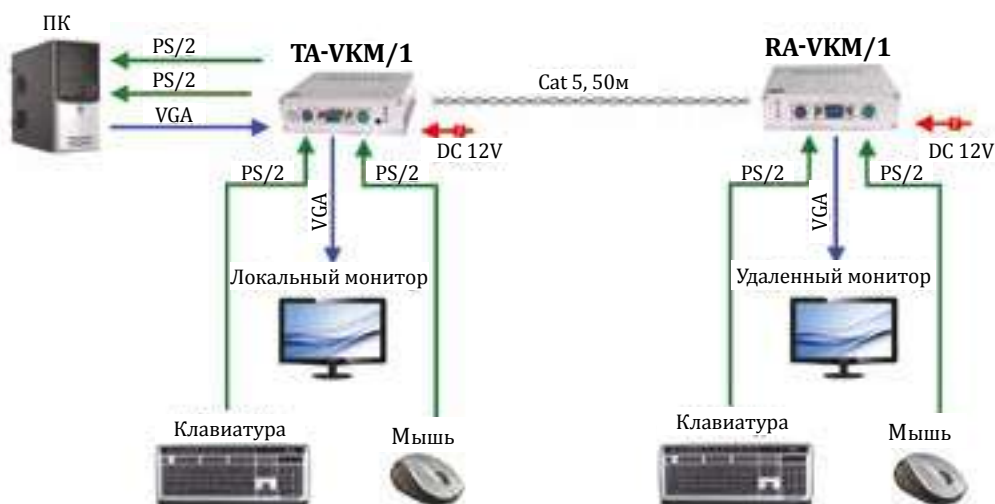 ПК
PS/2
TA-VKM/1
RA-VKM/1
PS/2
Cat 5, 50м
VGA
DC 12V
DC 12V
PS/2
PS/2
PS/2
PS/2
VGA
VGA
Локальный монитор
Удаленный монитор
Клавиатура
Мышь
Клавиатура
Мышь